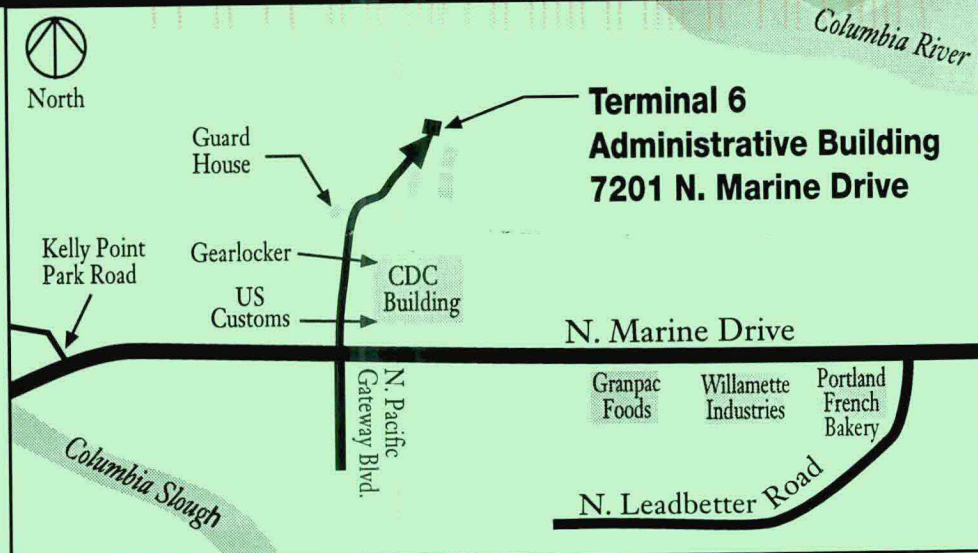 Columbia River
North
Terminal 6
Administrative Building
7201 N. Marine Drive
Guard
House
Kelly Point
Park Road
Gearlocker
US
Customs
CDC
Building
N. Marine Drive
N. Pacific
Gateway Blvd.
Granpac
Foods
Willamette
Industries
Portland
French
Bakery
Columbia Slough
N. Leadbetter Road